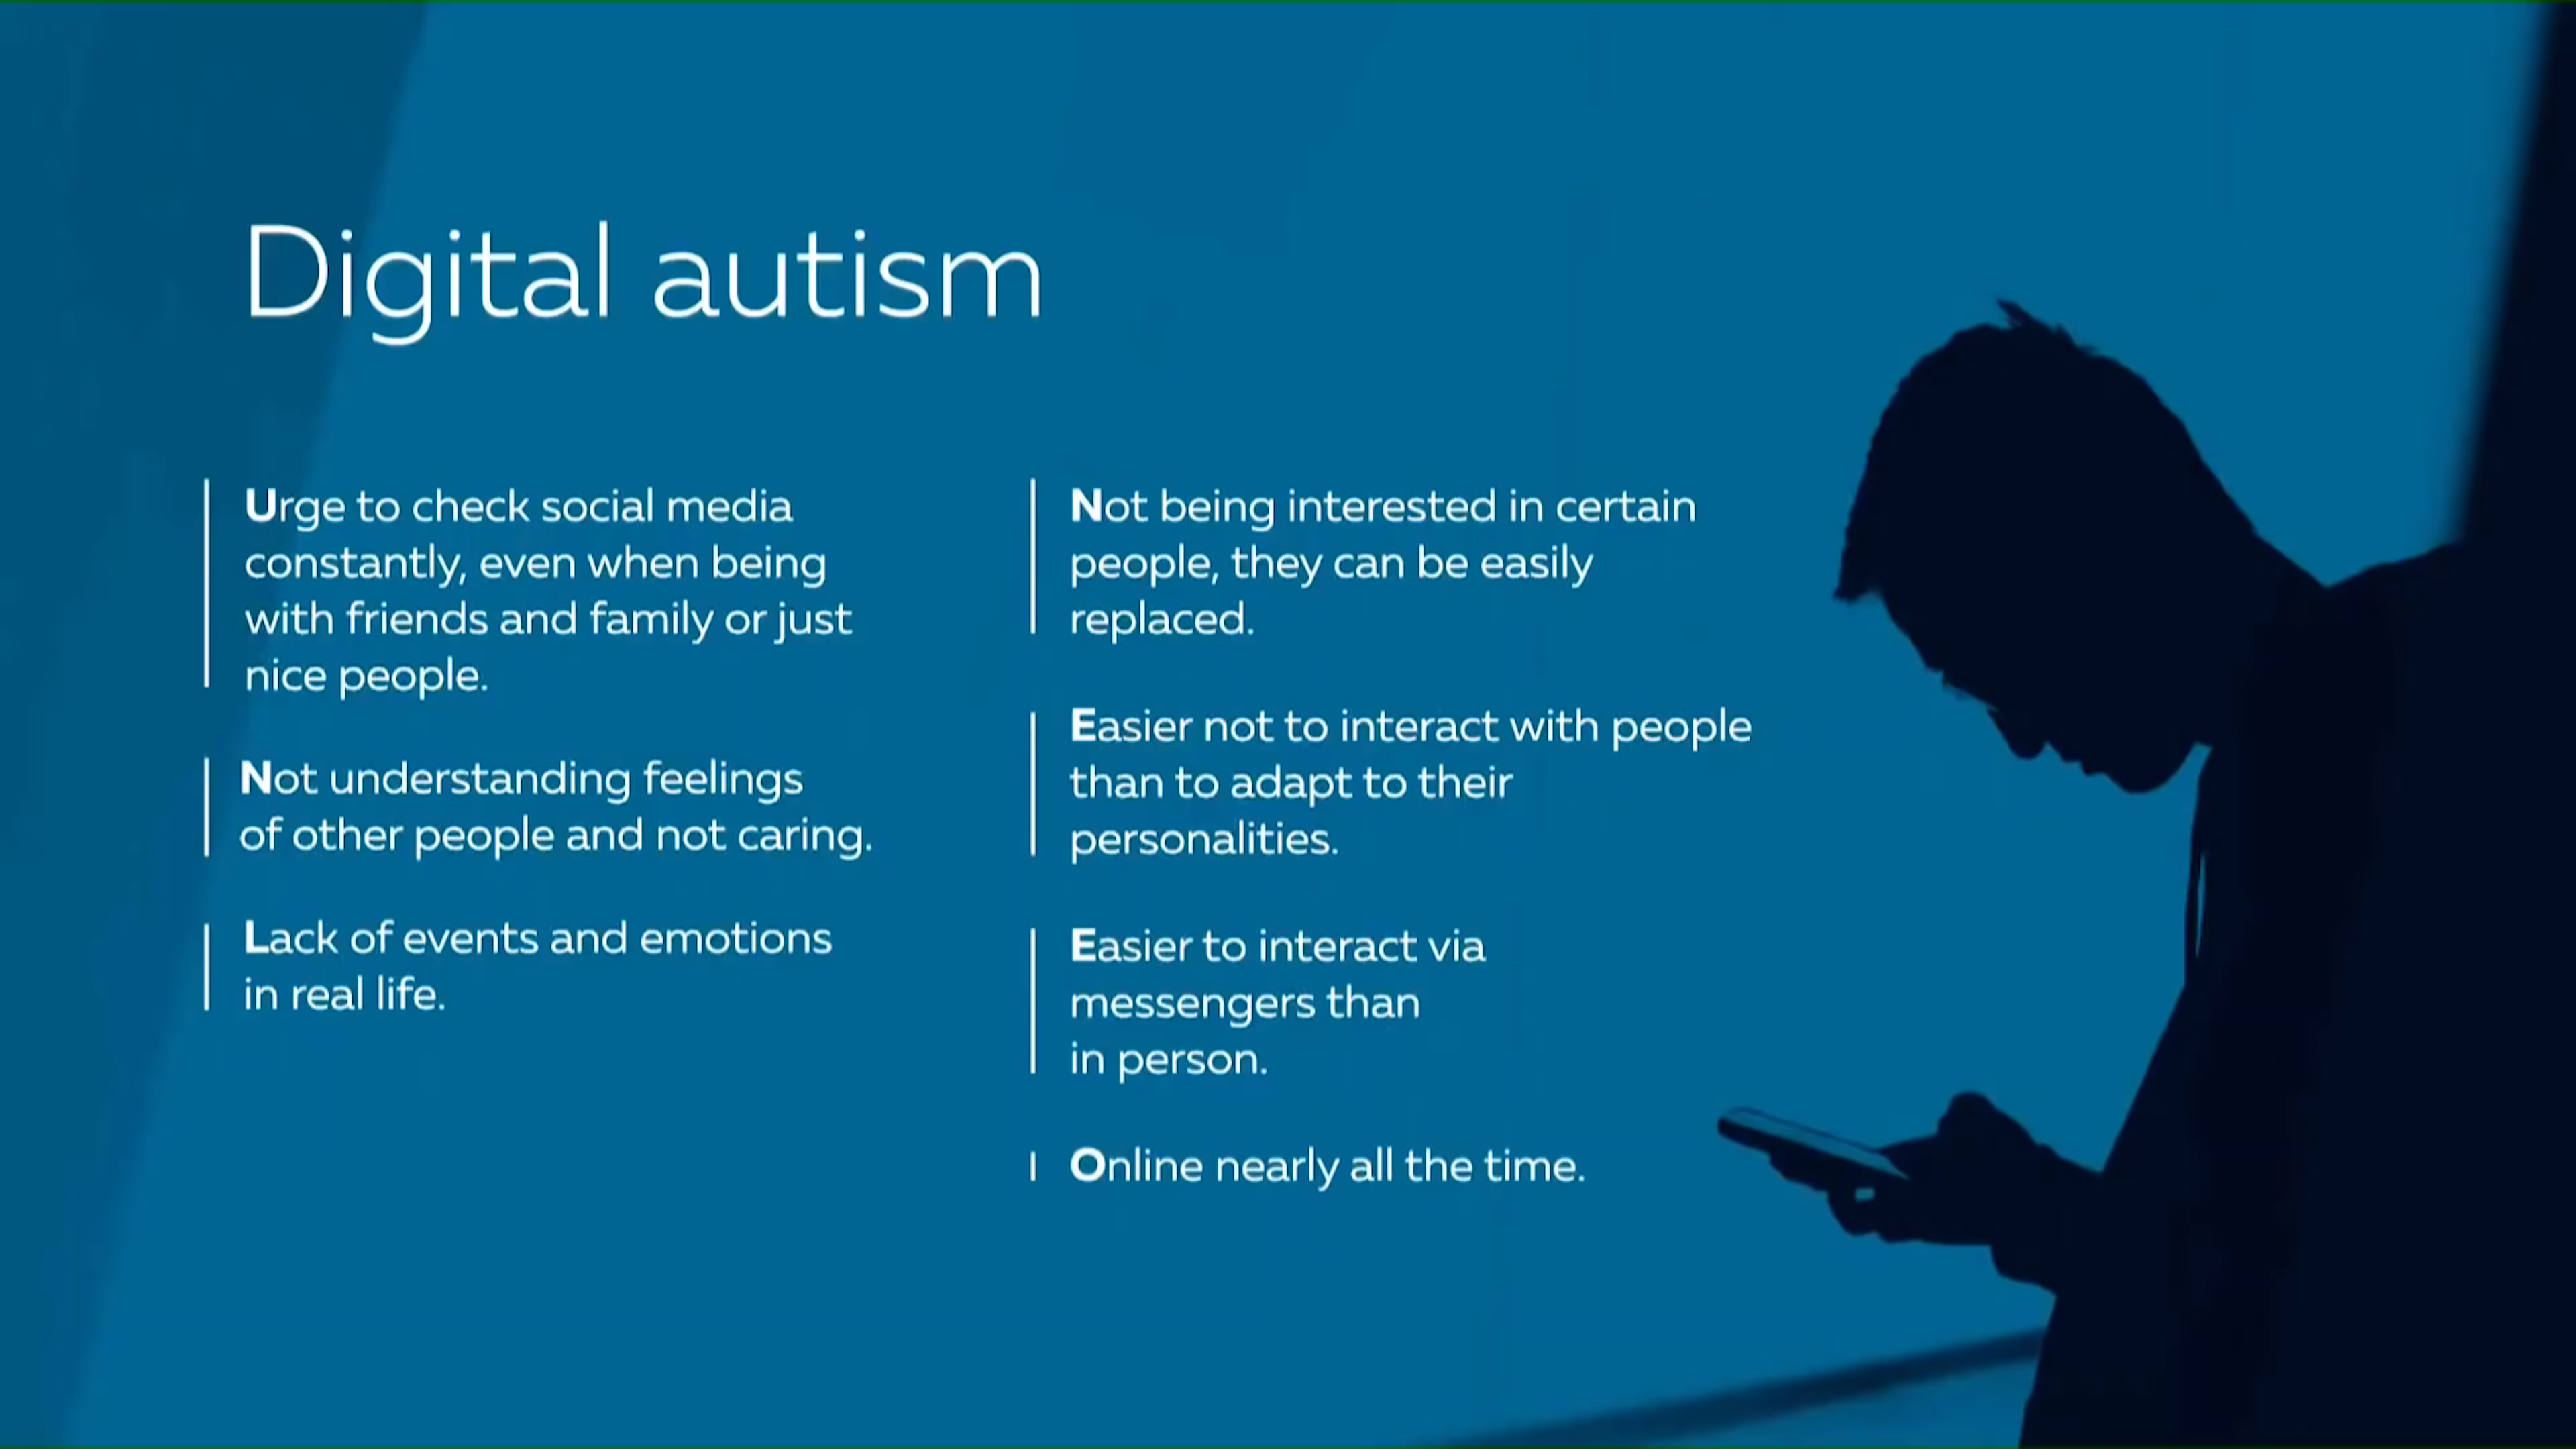 Digital autism
Urge to check social media
constantly, even when being
with friends and family or just
nice people.
Not understanding feelings
of other people and not caring.
Lack of events and emotions
in real life.
Not being interested in certain
people, they can be easily
replaced.
Easier not to interact with people
than to adapt to their
personalities.
Easier to interact via
messengers than
in person.
Online nearly all the time.